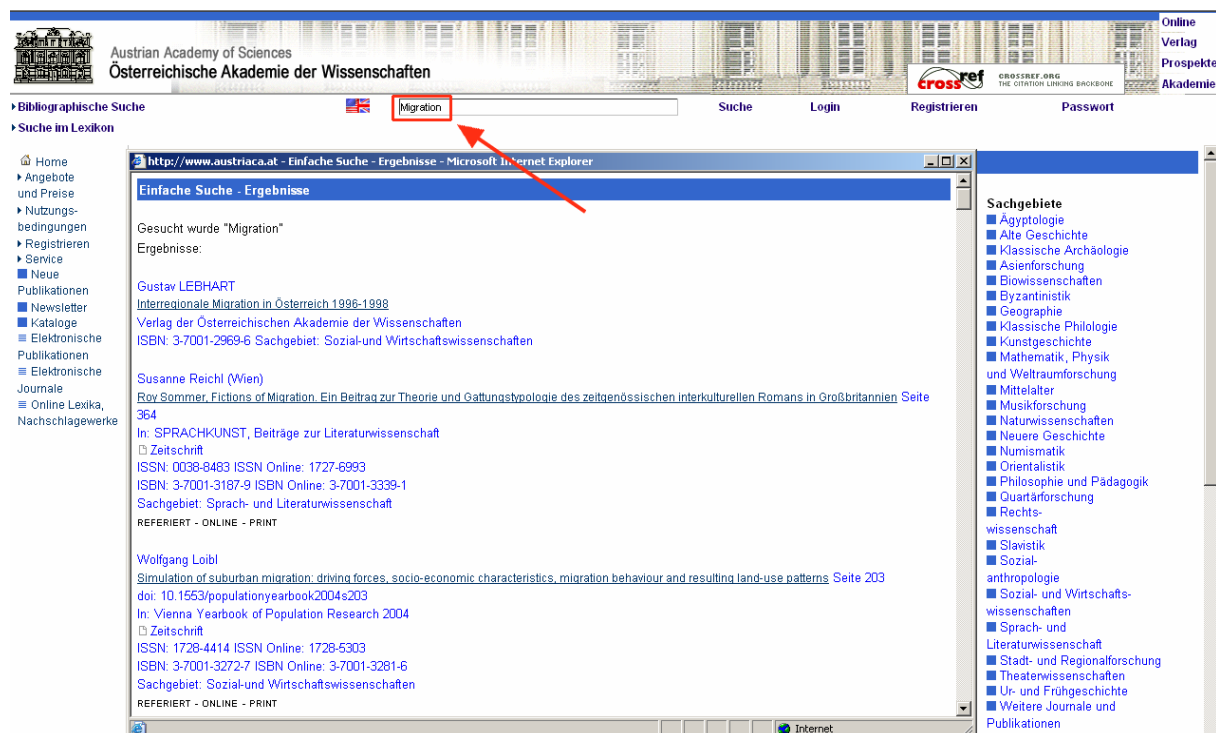 Online
Verlag
Prospekte
Akademie
Austrian Academy of Sciences
Österreichische Akademie der Wissenschaften
crossref
CROSSREF.ORG
THE CITATION LINKING BACKBONE
Bibliographische Suche
Migration
Suche
Login
Registrieren
Passwort
Suche im Lexikon
Home
Angebote
und Preise
Nutzungs-
bedingungen
Registrieren
Service
Neue
Publikationen
Newsletter
Kataloge
Elektronische
Publikationen
Elektronische
Journale
Online Lexika,
Nachschlagewerke
http://www.austriaca.at - Einfache Suche - Ergebnisse - Microsoft Internet Explorer
Einfache Suche - Ergebnisse
Gesucht wurde "Migration"
Ergebnisse:
Gustav LEBHART
Interregionale Migration in Österreich 1996-1998
Verlag der Österreichischen Akademie der Wissenschaften
ISBN: 3-7001-2969-6 Sachgebiet: Sozial-und Wirtschaftswissenschaften
Susanne Reichl (Wien)
Roy Sommer, Fictions of Migration. Ein Beitrag zur Theorie und Gattungstypologie des zeitgenössischen interkulturellen Romans in Großbritannien Seite
364
In: SPRACHKUNST, Beiträge zur Literaturwissenschaft
Zeitschrift
ISSN: 0038-8483 ISSN Online: 1727-6993
ISBN: 3-7001-3187-9 ISBN Online: 3-7001-3339-1
Sachgebiet: Sprach- und Literaturwissenschaft
REFERIERT - ONLINE - PRINT
Wolfgang Loibl
Simulation of suburban migration: driving forces, socio-economic characteristics, migration behaviour and resulting land-use patterns Seite 203
doi: 10.1553/populationyearbook2004s203
In: Vienna Yearbook of Population Research 2004
Zeitschrift
ISSN: 1728-4414 ISSN Online: 1728-5303
ISBN: 3-7001-3272-7 ISBN Online: 3-7001-3281-6
Sachgebiet: Sozial-und Wirtschaftswissenschaften
REFERIERT - ONLINE - PRINT
Internet
Sachgebiete
Ägyptologie
Alte Geschichte
Klassische Archäologie
Asienforschung
Biowissenschaften
Byzantinistik
Geographie
Klassische Philologie
Kunstgeschichte
Mathematik, Physik
und Weltraumforschung
Mittelalter
Musikforschung
Naturwissenschaften
Neuere Geschichte
Numismatik
Orientalistik
Philosophie und Pädagogik
Quartärforschung
Rechts-
wissenschaft
Slavistik
Sozial-
anthropologie
Sozial- und Wirtschafts-
wissenschaften
Sprach- und
Literaturwissenschaft
Stadt- und Regionalforschung
Theaterwissenschaften
Ur- und Frühgeschichte
Weitere Journale und
Publikationen